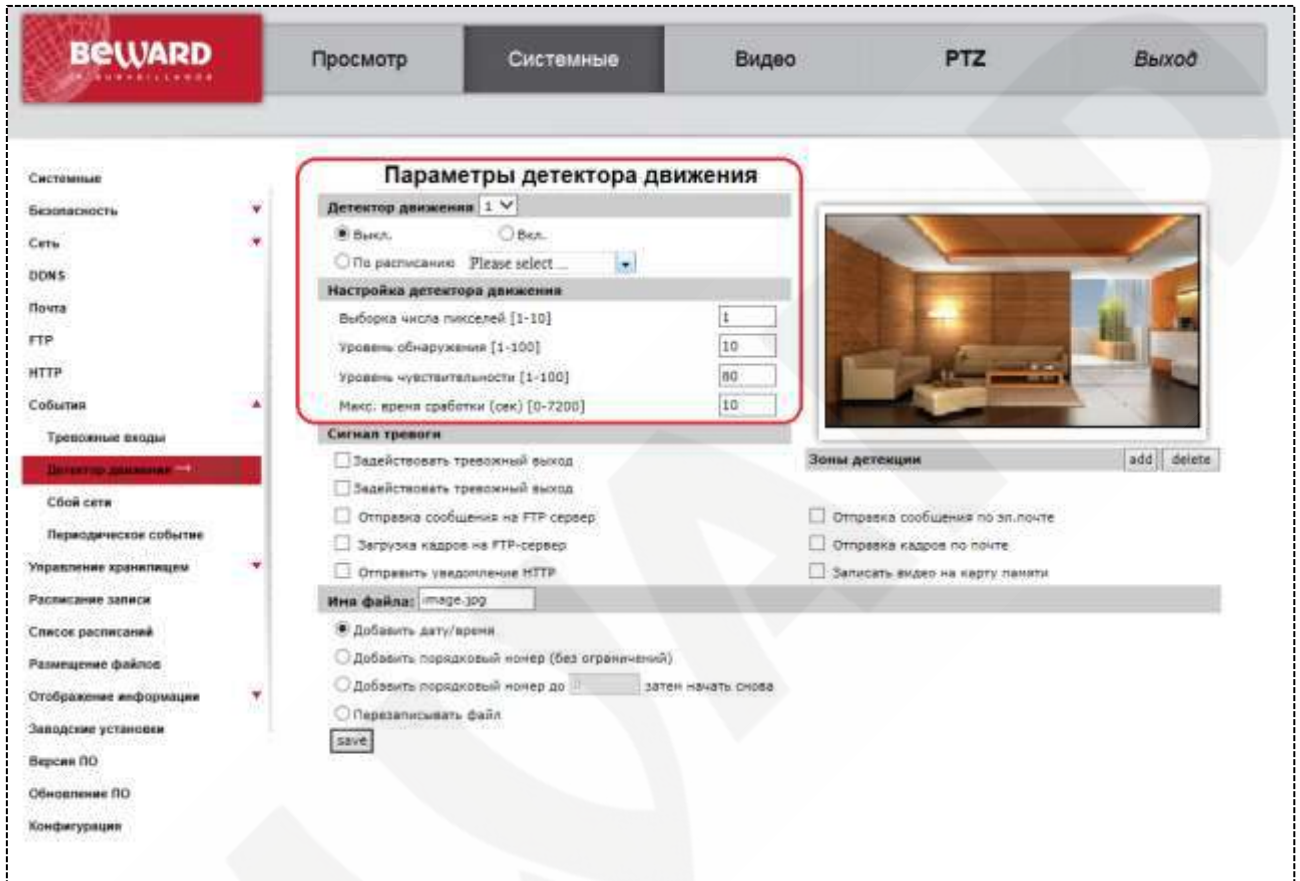 BEWARD
Просмотр Системные Видео PTZ Выход
Системные
Безопасность
Сеть
DDNS
Почта
FTP
HTTP
События
Тревожные входы
Детектор движения
Сбой сети
Периодическое событие
Управление хранилищем
Расписание записи
Список расписаний
Размещение файлов
Отображение информации
Заводские установки
Версия ПО
Обновление ПО
Конфигурация
Параметры детектора движения
Детектор движения 1
Выкл. Вкл.
По расписанию Please select ...
Настройка детектора движения
Выборка числа пикселей [1-10] 1
Уровень обнаружения [1-100] 10
Уровень чувствительности [1-100] 80
Макс. время сработки (сек) [0-7200] 10
Сигнал тревоги
Задействовать тревожный выход
Задействовать тревожный выход
Отправка сообщения на FTP сервер
Загрузка кадров на FTP-сервер
Отправить уведомление HTTP
Зоны детекции add delete
Отправка сообщения по эл.почте
Отправка кадров по почте
Записать видео на карту памяти
Имя файла: image.jpg
Добавить дату/время
Добавить порядковый номер (без ограничений)
Добавить порядковый номер до 0 затем начать снова
Перезаписывать файл
save